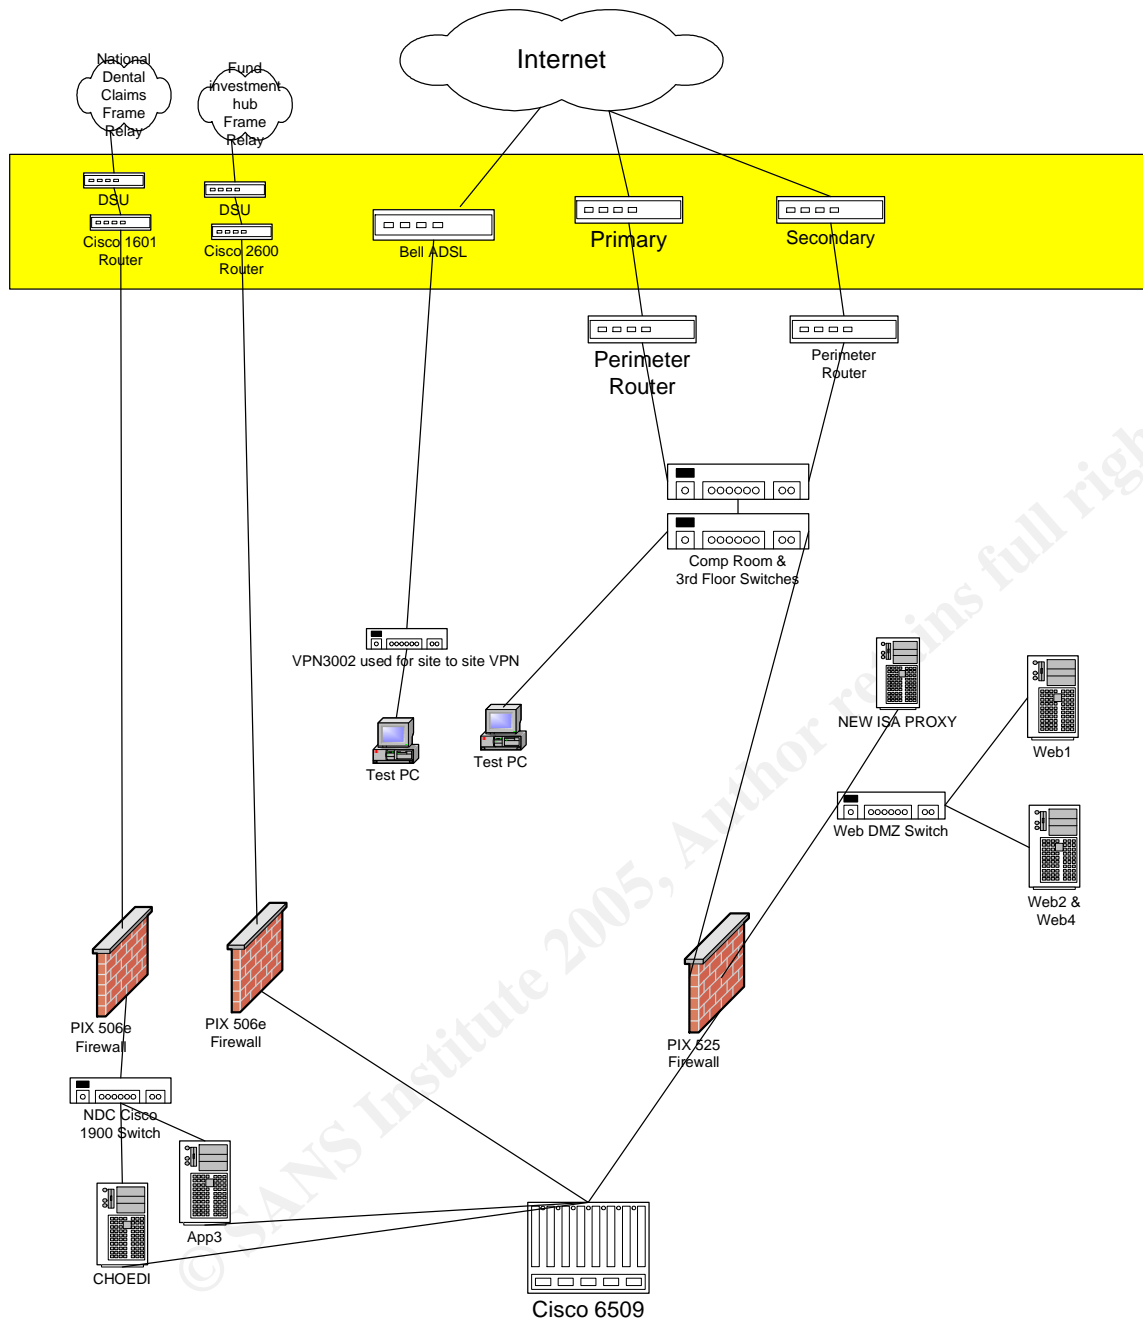 National
Dental
Claims
Frame
Relay
Fund
investment
hub
Frame
Relay
Internet
DSU
Cisco 1601
Router
DSU
Cisco 2600
Router
Bell ADSL
Primary
Secondary
Perimeter
Router
Perimeter
Router
Comp Room &
3rd Floor Switches
VPN3002 used for site to site VPN
Test PC
Test PC
NEW ISA PROXY
Web1
Web DMZ Switch
Web2 &
Web4
PIX 506e
Firewall
PIX 506e
Firewall
PIX 525
Firewall
NDC Cisco
1900 Switch
App3
CHOEDI
Cisco 6509
© SANS Institute 2005, Author retains full righ